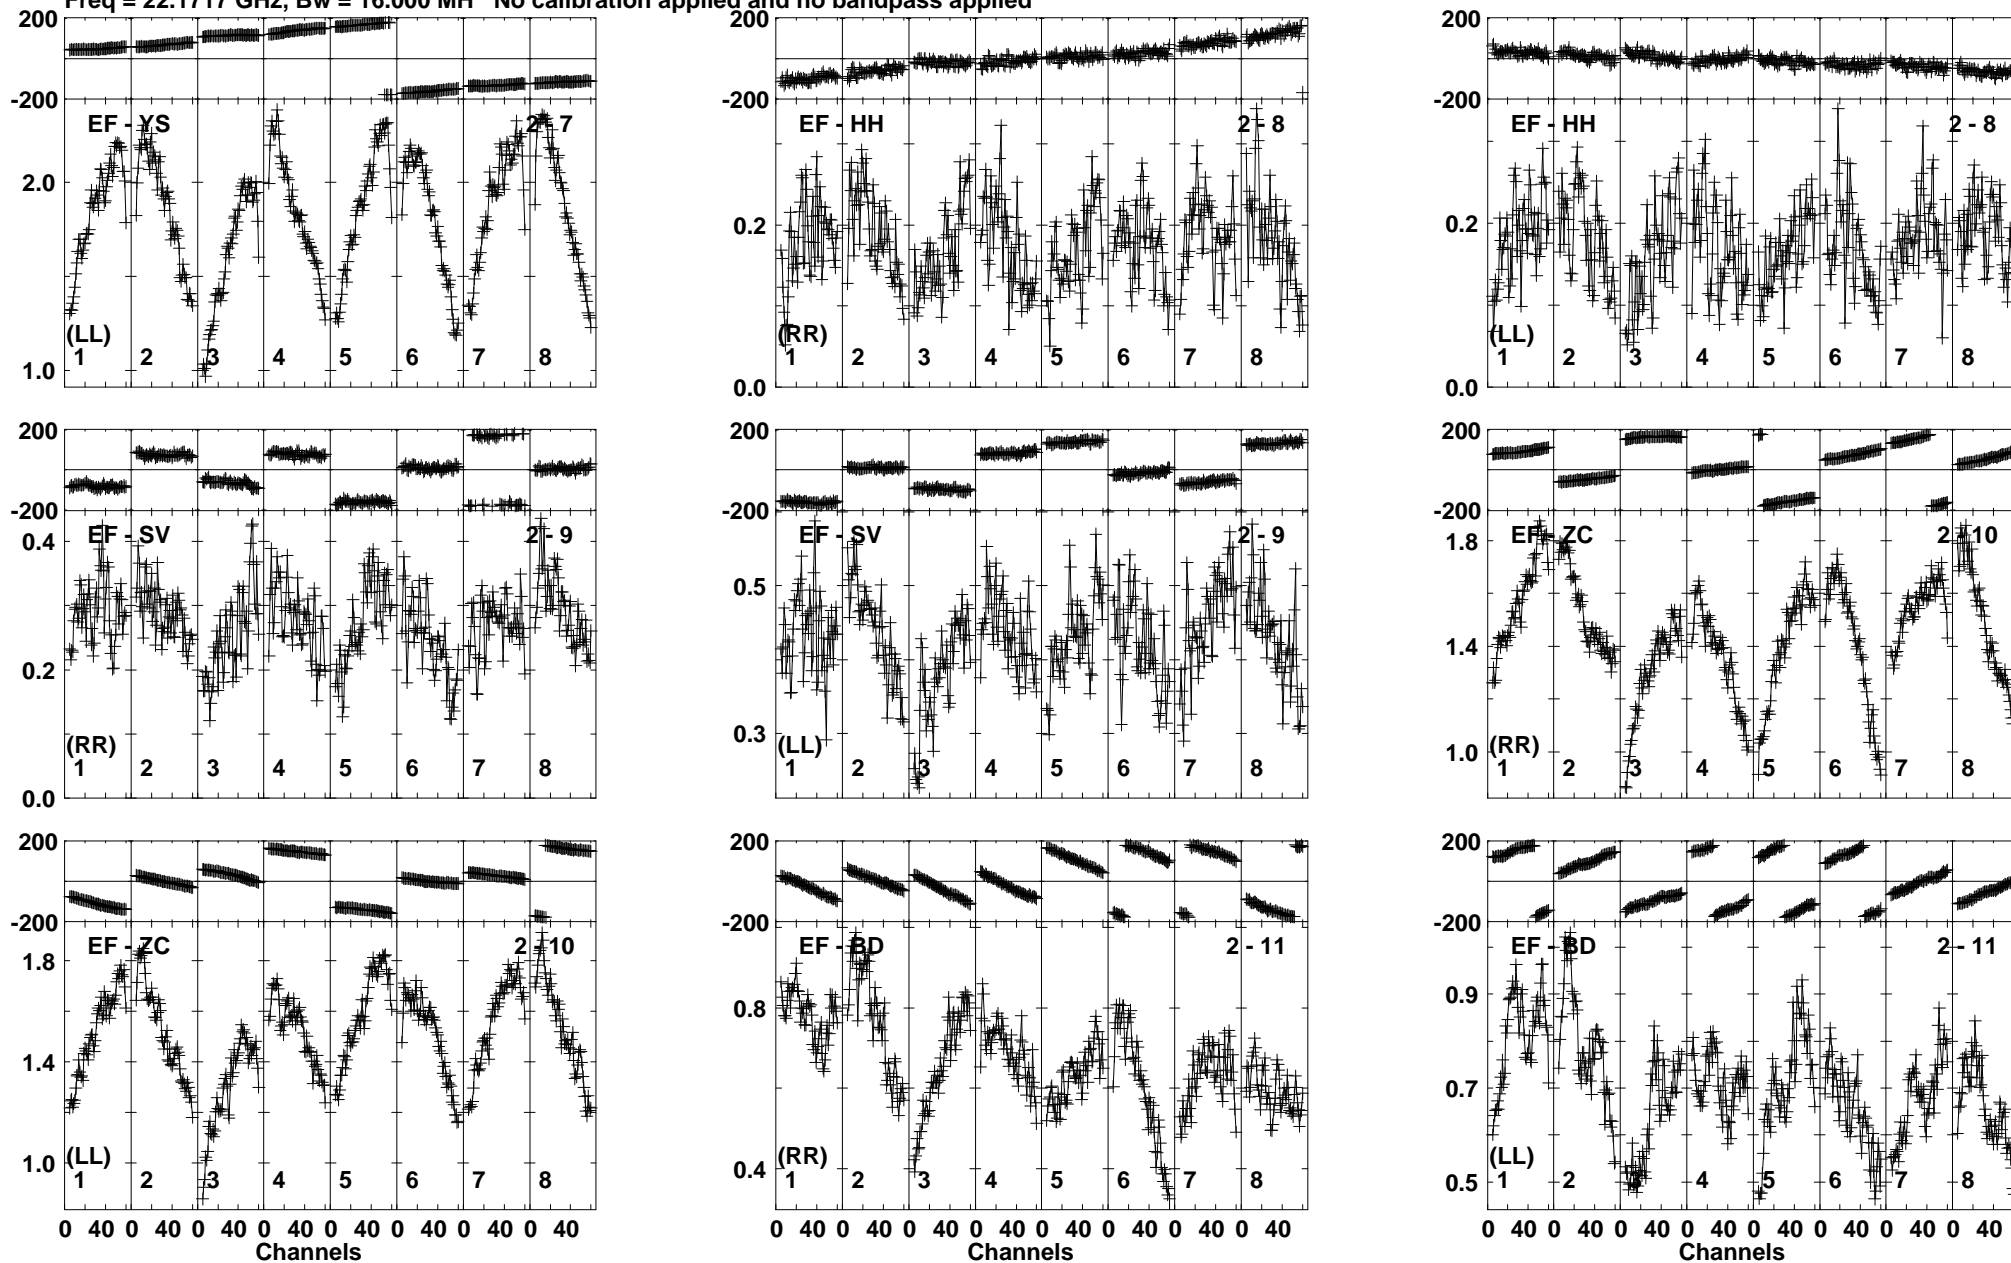 Freq = 22.1717 GHz, Bw = 16.000 MH No calibration applied and no bandpass applied
200 200 200
-200 -200 -200
EF - YS 2 - 7 EF - HH 2 - 8 EF - HH 2 - 8
2.0 0.2 0.2
(LL) (RR) (LL)
1 2 3 4 5 6 7 8 1 2 3 4 5 6 7 8 1 2 3 4 5 6 7 8
1.0 0.0 0.0
200 200 200
-200 -200 -200
EF - SV 2 - 9 EF - SV 2 - 9 EF - ZC 2 - 10
0.4 0.5 1.8
0.2 0.3 1.4
(RR) (LL) (RR) 1.0
1 2 3 4 5 6 7 8 1 2 3 4 5 6 7 8 1 2 3 4 5 6 7 8
0.0
200 200 200
-200 -200 -200
EF - ZC 2 - 10 EF - BD 2 - 11 EF - BD 2 - 11
1.8 0.8 0.9
1.4 0.7
(LL) (RR) (LL)
1.0 0.4 0.5
1 2 3 4 5 6 7 8 1 2 3 4 5 6 7 8 1 2 3 4 5 6 7 8
0 40 0 40 0 40 0 40 0 40 0 40 0 40 0 40 0 40 0 40 0 40 0 40 0 40 0 40 0 40 0 40 0 40 0 40 0 40 0 40 0 40 0 40 0 40 0 40
Channels Channels Channels